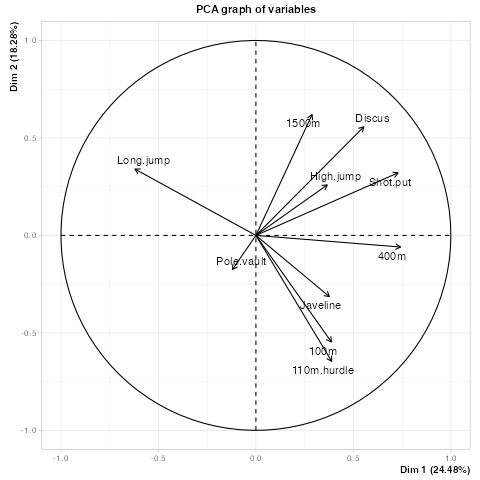 PCA graph of variables
Dim 2 (18.28%)
1.0
0.5
0.0
-0.5
-1.0
1500m
Discus
Long.jump
High.jump
Shot.put
Pole.vault
400m
Javeline
100m
110m.hurdle
-1.0
-0.5
0.0
0.5
1.0
Dim 1 (24.48%)